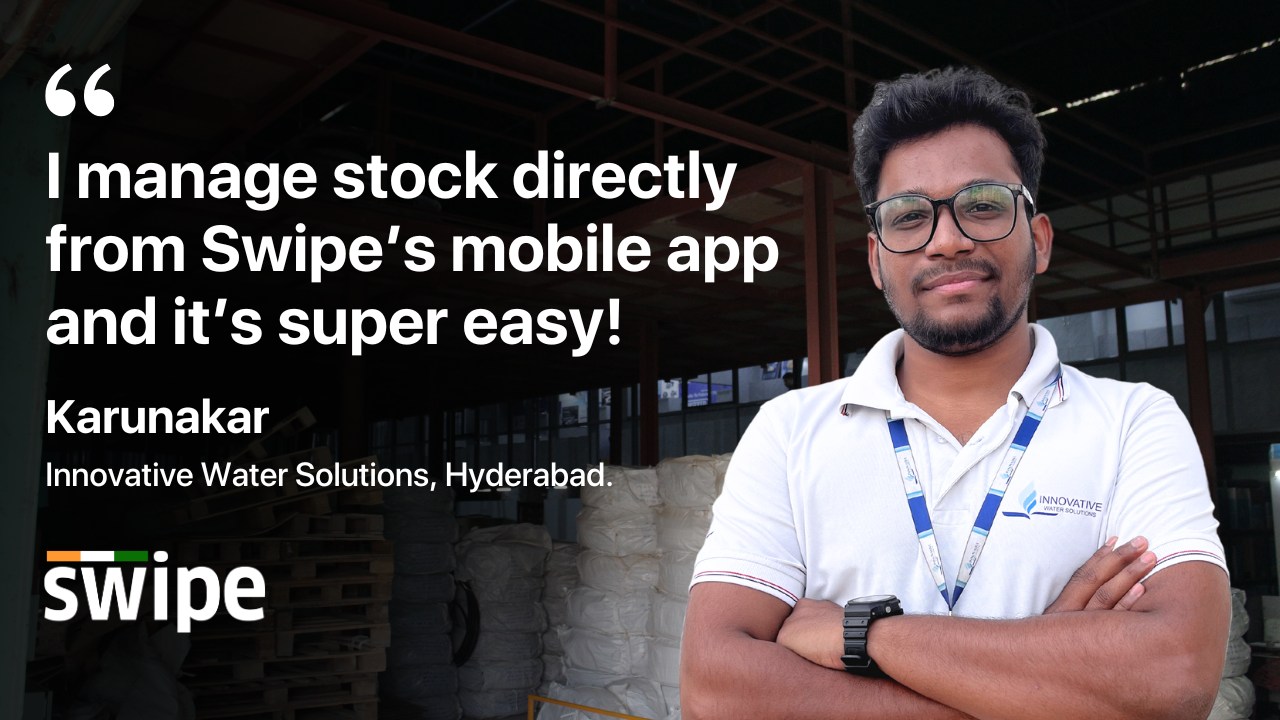 “
I manage stock directly
from Swipe’s mobile app
and it’s super easy!
Karunakar
Innovative Water Solutions, Hyderabad.
swipe
INNOVATIVE
WATER SOLUTIONS